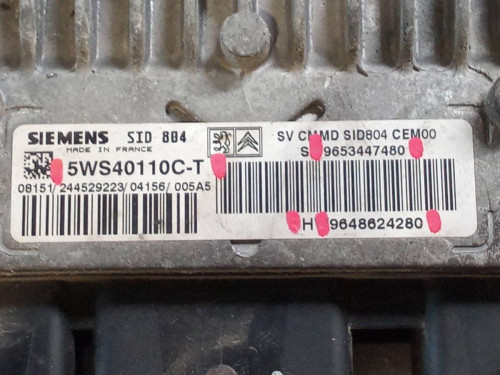 SIEMENS SID 804
MADE IN FRANCE
5WS40110C-T
08151/244529223/04156/005A5
SV CMMD SID804 CEM00
9653447480
H 9648624280